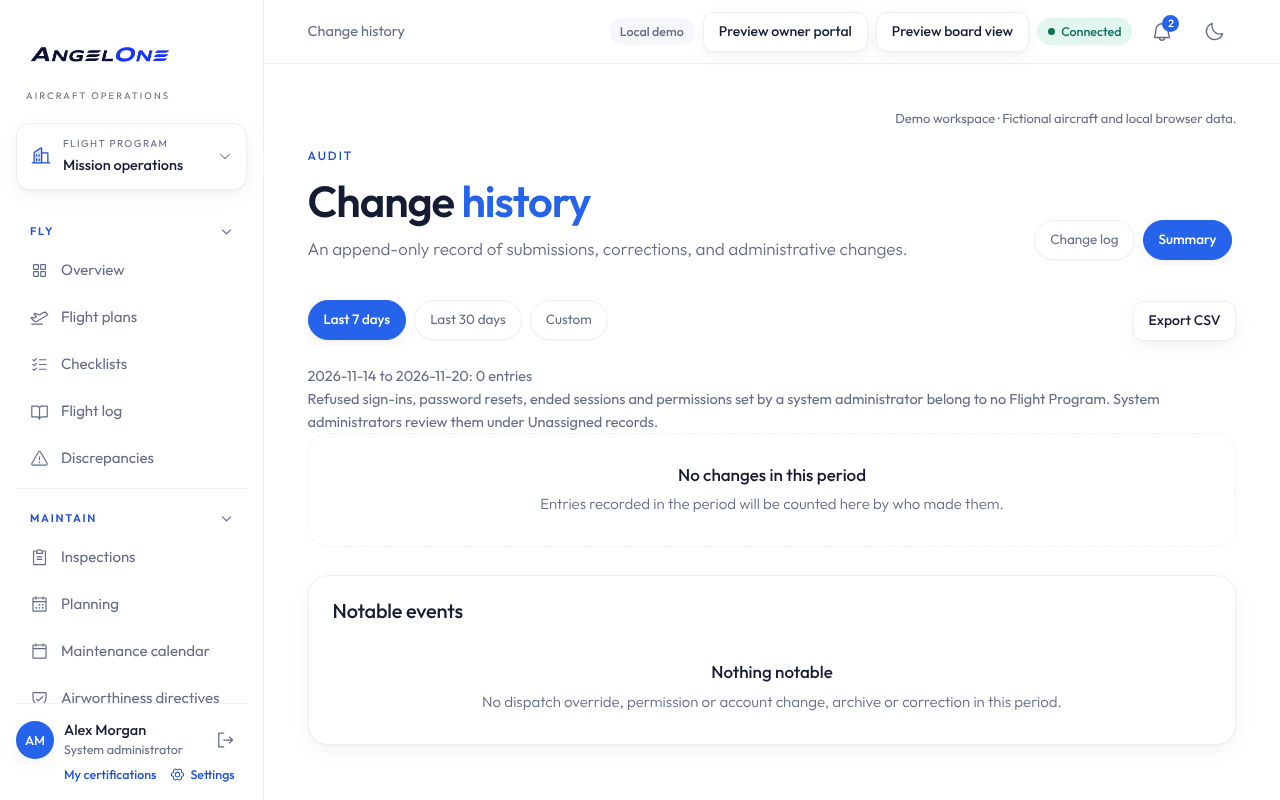 ANGELONE
AIRCRAFT OPERATIONS
FLIGHT PROGRAM
Mission operations
FLY
Overview
Flight plans
Checklists
Flight log
Discrepancies
MAINTAIN
Inspections
Planning
Maintenance calendar
Airworthiness directives
AM
Alex Morgan
System administrator
My certifications
Settings
Change history
Local demo
Preview owner portal
Preview board view
Connected
2
Demo workspace · Fictional aircraft and local browser data.
AUDIT
Change history
An append-only record of submissions, corrections, and administrative changes.
Change log
Summary
Last 7 days
Last 30 days
Custom
Export CSV
2026-11-14 to 2026-11-20: 0 entries
Refused sign-ins, password resets, ended sessions and permissions set by a system administrator belong to no Flight Program. System
administrators review them under Unassigned records.
No changes in this period
Entries recorded in the period will be counted here by who made them.
Notable events
Nothing notable
No dispatch override, permission or account change, archive or correction in this period.